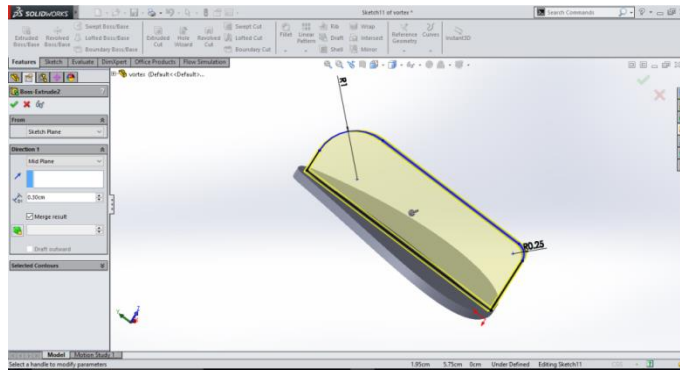 SOLIDWORKS
Sketch11 of vortex *
Search Commands
Extruded Boss/Base
Revolved Boss/Base
Swept Boss/Base
Lofted Boss/Base
Boundary Boss/Base
Extruded Cut
Hole Wizard
Revolved Cut
Swept Cut
Lofted Cut
Boundary Cut
Fillet
Linear Pattern
Rib
Draft
Shell
Wrap
Intersect
Mirror
Reference Geometry
Curves
Instant3D
Features Sketch Evaluate DimXpert Office Products Flow Simulation
vortex (Default<<Default>...
Boss-Extrude2
From
Sketch Plane
Direction 1
Mid Plane
0.30cm
Merge result
Draft outward
Selected Contours
R1
R0.25
Model Motion Study 1
Select a handle to modify parameters
1.95cm 5.75cm 0cm Under Defined Editing Sketch11